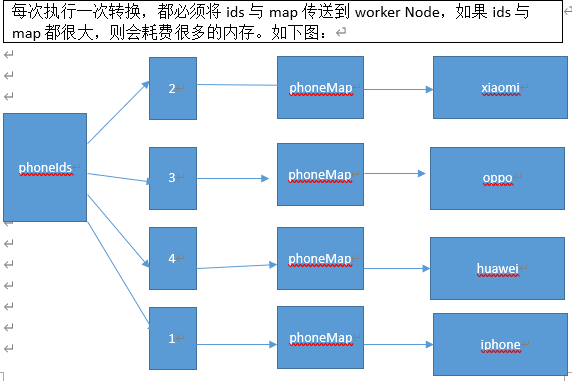 每次执行一次转换，都必须将 ids 与 map 传送到 worker Node，如果 ids 与
map 都很大，则会耗费很多的内存。如下图：
2 phoneMap xiaomi
phoneIds
3 phoneMap oppo
4 phoneMap huawei
1 phoneMap iphone